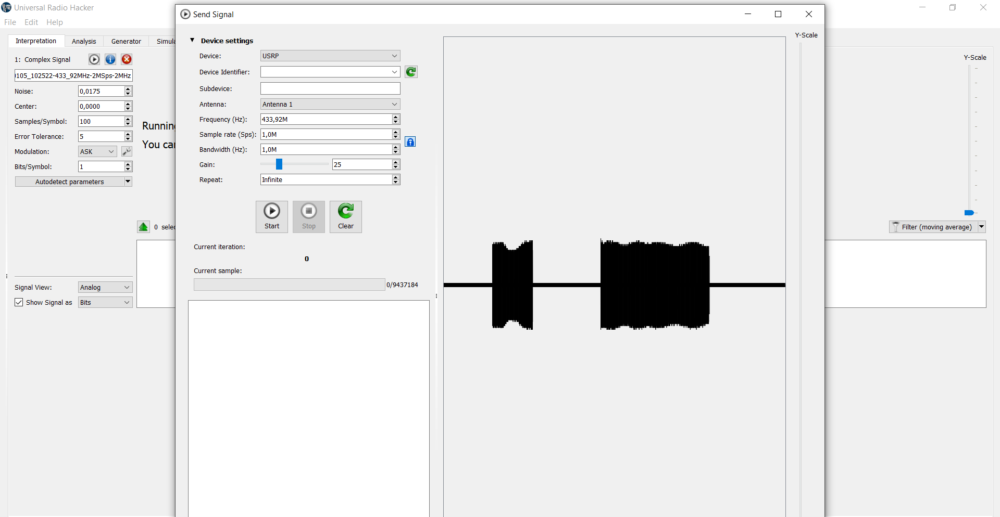 Universal Radio Hacker
File Edit Help
Interpretation Analysis Generator Simula
1: Complex Signal
)105_102522-433_92MHz-2MSps-2MHz
Noise: 0,0175
Center: 0,0000
Samples/Symbol: 100
Error Tolerance: 5
Modulation: ASK
Bits/Symbol: 1
Autodetect parameters
Signal View: Analog
Show Signal as Bits
Running
You can
0 selec
Send Signal
Device settings
Device: USRP
Device Identifier:
Subdevice:
Antenna: Antenna 1
Frequency (Hz): 433,92M
Sample rate (Sps): 1,0M
Bandwidth (Hz): 1,0M
Gain: 25
Repeat: Infinite
Start Stop Clear
Current iteration:
0
Current sample:
0/9437184
Y-Scale
Y-Scale
Filter (moving average)